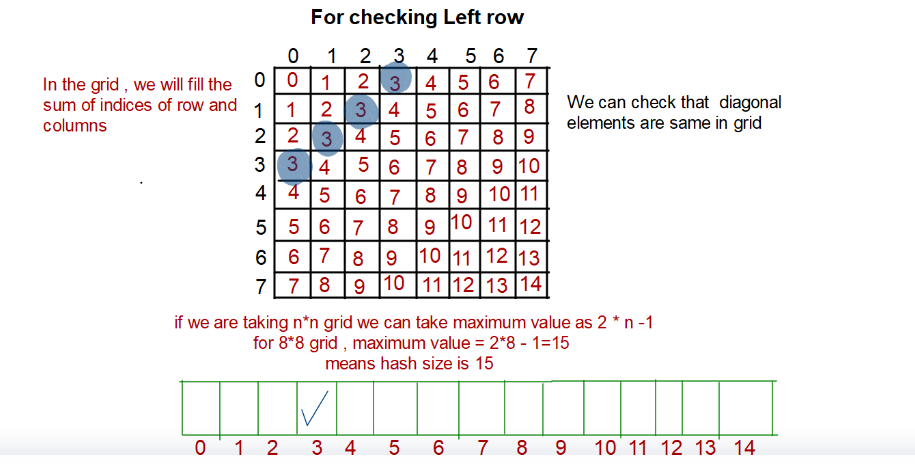 For checking Left row
In the grid , we will fill the
sum of indices of row and
columns
0 1 2 3 4 5 6 7
0 0 1 2 3 4 5 6 7
1 1 2 3 4 5 6 7 8
2 2 3 4 5 6 7 8 9
3 3 4 5 6 7 8 9 10
4 4 5 6 7 8 9 10 11
5 5 6 7 8 9 10 11 12
6 6 7 8 9 10 11 12 13
7 7 8 9 10 11 12 13 14
We can check that diagonal
elements are same in grid
if we are taking n*n grid we can take maximum value as 2 * n -1
for 8*8 grid , maximum value = 2*8 - 1=15
means hash size is 15
0 1 2 3 4 5 6 7 8 9 10 11 12 13 14